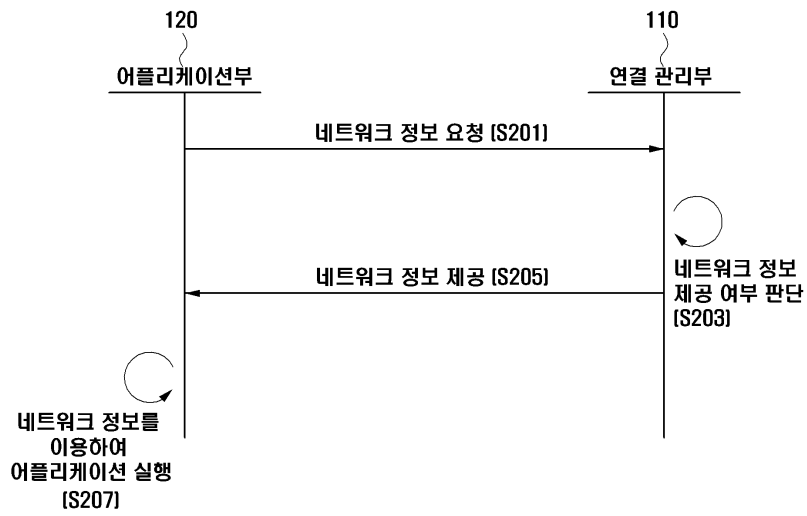 120
110
어플리케이션부
연결 관리부
네트워크 정보 요청 (S201)
네트워크 정보
제공 여부 판단
(S203)
네트워크 정보 제공 (S205)
네트워크 정보를
이용하여
어플리케이션 실행
(S207)